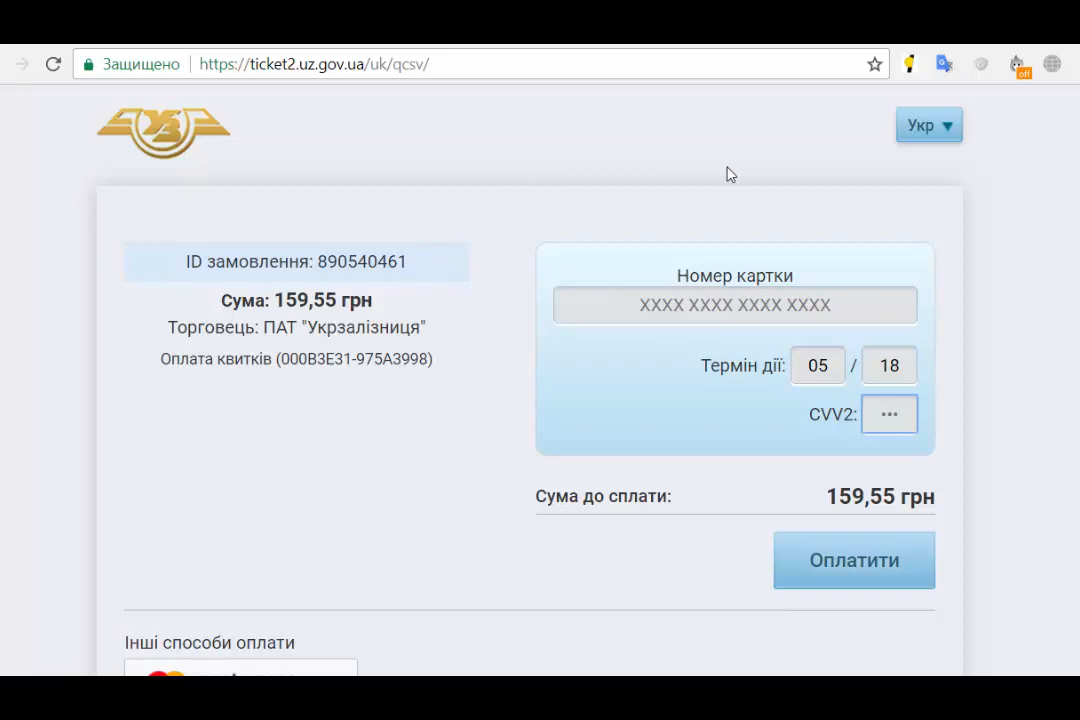 Защищено
https://ticket2.uz.gov.ua/uk/qcsv/
off
УЗ
Укр
ID замовлення: 890540461
Сума: 159,55 грн
Торговець: ПАТ "Укрзалізниця"
Оплата квитків (000B3E31-975A3998)
Номер картки
XXXX XXXX XXXX XXXX
Термін дії: 05 / 18
CVV2: •••
Сума до сплати: 159,55 грн
Оплатити
Інші способи оплати